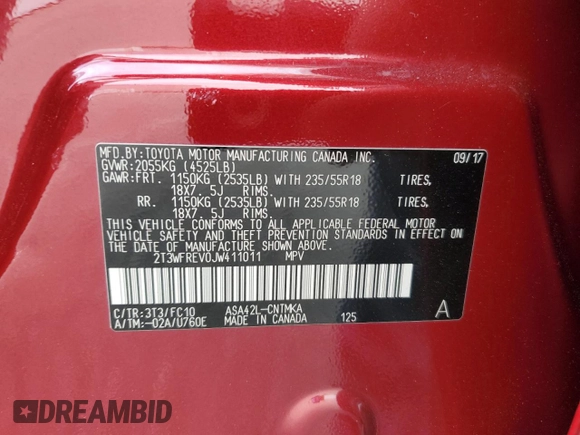 MFD.BY:TOYOTA MOTOR MANUFACTURING CANADA INC. 09/17
GVWR:2055KG (4525LB)
GAWR:FRT. 1150KG (2535LB) WITH 235/55R18 TIRES,
18X7.5J RIMS.
RR. 1150KG (2535LB) WITH 235/55R18 TIRES,
18X7.5J RIMS.
THIS VEHICLE CONFORMS TO ALL APPLICABLE FEDERAL MOTOR
VEHICLE SAFETY AND THEFT PREVENTION STANDARDS IN EFFECT ON
THE DATE OF MANUFACTURE SHOWN ABOVE.
2T3WFREV0JW411011 MPV
C/TR:3T3/FC10 ASA42L-CNTMKA
A/TM:-02A/U760E MADE IN CANADA 125 A
DREAMBID